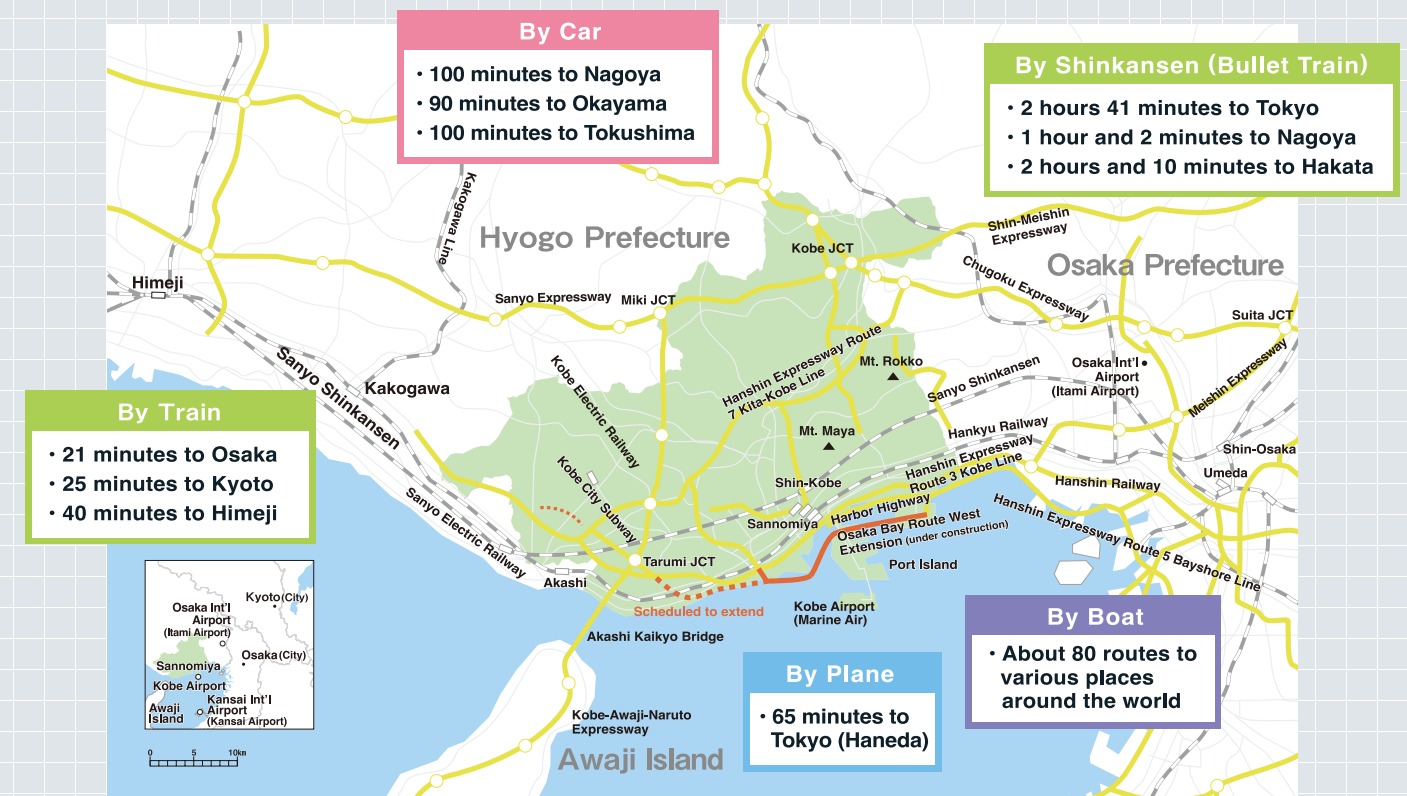 By Car
· 100 minutes to Nagoya
· 90 minutes to Okayama
· 100 minutes to Tokushima
By Shinkansen (Bullet Train)
· 2 hours 41 minutes to Tokyo
· 1 hour and 2 minutes to Nagoya
· 2 hours and 10 minutes to Hakata
Kakogawa Line
Hyogo Prefecture
Kobe JCT
Shin-Meishin
Expressway
Osaka Prefecture
Himeji
Sanyo Expressway
Miki JCT
Chugoku Expressway
Suita JCT
Sanyo Shinkansen
Kakogawa
Kobe Electric Railway
Hanshin Expressway Route
7 Kita-Kobe Line
Mt. Rokko
Sanyo Shinkansen
Osaka Int'l
Airport
(Itami Airport)
Meishin Expressway
By Train
· 21 minutes to Osaka
· 25 minutes to Kyoto
· 40 minutes to Himeji
Mt. Maya
Hankyu Railway
Hanshin Expressway
Route 3 Kobe Line
Shin-Osaka
Umeda
Kobe City Subway
Shin-Kobe
Hanshin Railway
Sanyo Electric Railway
Sannomiya
Harbor Highway
Osaka Bay Route West
Extension (under construction)
Hanshin Expressway Route 5 Bayshore Line
Tarumi JCT
Akashi
Port Island
Scheduled to extend
Kobe Airport
(Marine Air)
Akashi Kaikyo Bridge
By Boat
· About 80 routes to
various places
around the world
By Plane
· 65 minutes to
Tokyo (Haneda)
Kobe-Awaji-Naruto
Expressway
Awaji Island
Kyoto (City)
Osaka Int'l
Airport
(Itami Airport)
Osaka (City)
Sannomiya
Kobe Airport
Awaji
Island
Kansai Int'l
Airport
(Kansai Airport)
0 5 10km